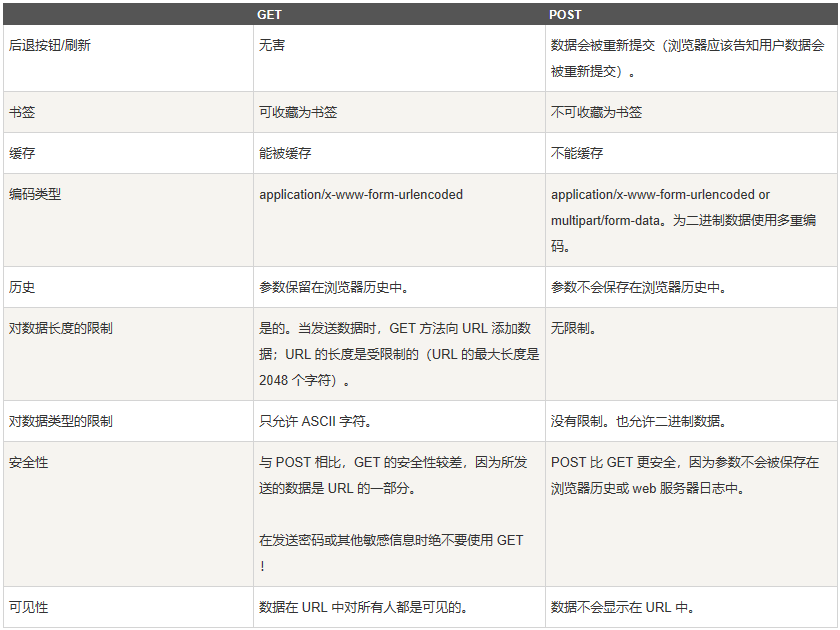 GET POST
后退按钮/刷新 无害 数据会被重新提交（浏览器应该告知用户数据会
被重新提交）。
书签 可收藏为书签 不可收藏为书签
缓存 能被缓存 不能缓存
编码类型 application/x-www-form-urlencoded application/x-www-form-urlencoded or
multipart/form-data。为二进制数据使用多重编
码。
历史 参数保留在浏览器历史中。 参数不会保存在浏览器历史中。
对数据长度的限制 是的。当发送数据时，GET 方法向 URL 添加数 无限制。
据；URL 的长度是受限制的（URL 的最大长度是
2048 个字符）。
对数据类型的限制 只允许 ASCII 字符。 没有限制。也允许二进制数据。
安全性 与 POST 相比，GET 的安全性较差，因为所发 POST 比 GET 更安全，因为参数不会被保存在
送的数据是 URL 的一部分。 浏览器历史或 web 服务器日志中。
在发送密码或其他敏感信息时绝不要使用 GET
！
可见性 数据在 URL 中对所有人都是可见的。 数据不会显示在 URL 中。